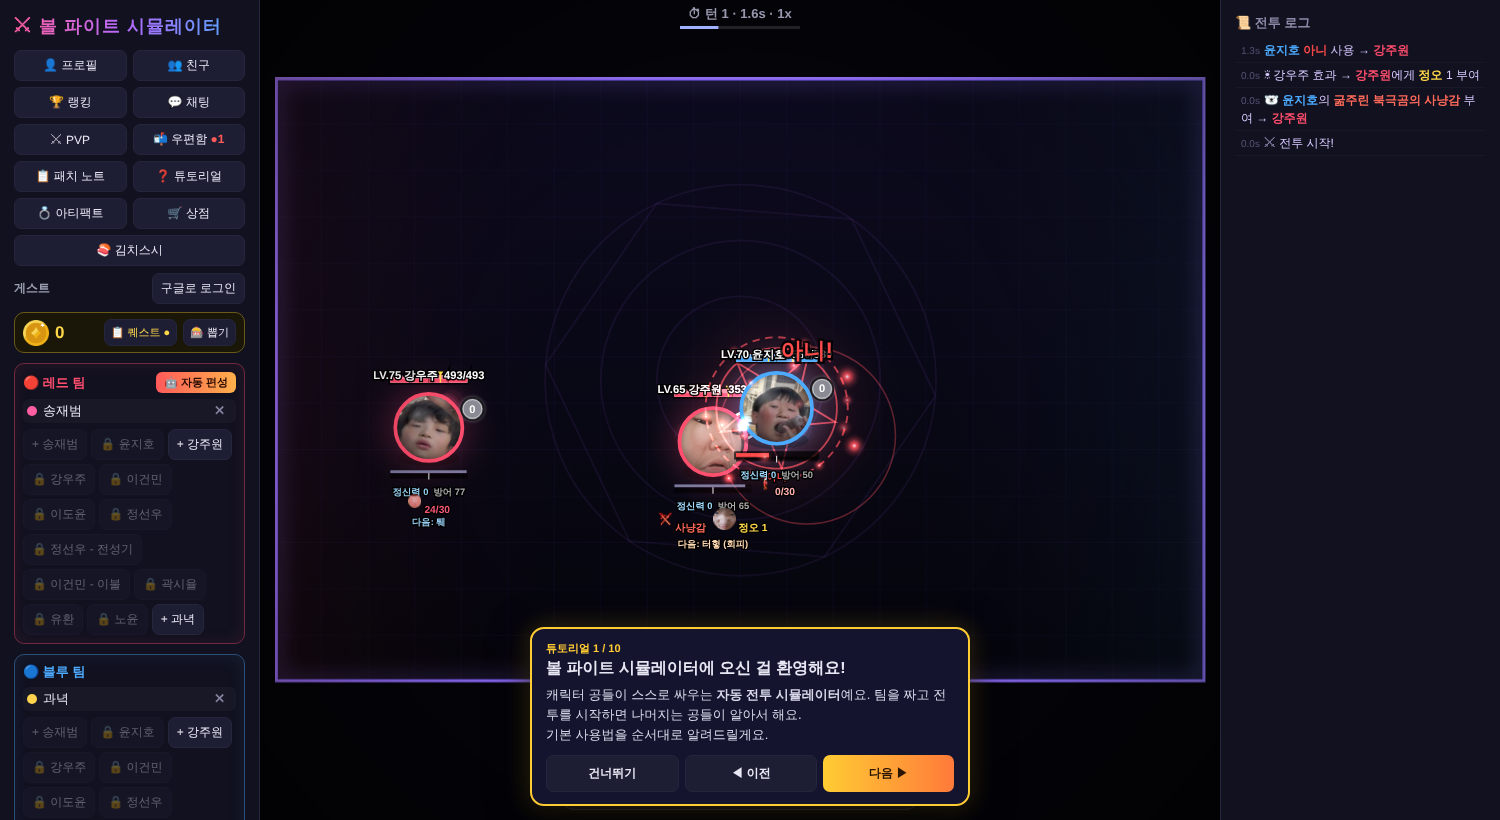 볼 파이트 시뮬레이터
프로필
친구
랭킹
채팅
PVP
우편함 ●1
패치 노트
튜토리얼
아티팩트
상점
김치스시
게스트
구글로 로그인
0
퀘스트 ●
뽑기
레드 팀
자동 편성
송재범 ✕
+ 송재범
윤지호
+ 강주원
강우주
이건민
이도윤
정선우
정선우 - 전성기
이건민 - 이불
곽시율
유환
노윤
+ 과녁
블루 팀
과녁 ✕
+ 송재범
윤지호
+ 강주원
강우주
이건민
이도윤
정선우
턴 1 · 1.6s · 1x
LV.75 강우주 493/493
0
정신력 0 방어 77
24/30
다음: 퉤
LV.65 강주원 353
정신력 0 방어 65
사냥감
정오 1
다음: 터헣 (회피)
LV.70 윤지호
아니!
0
정신력 0 방어 50
0/30
튜토리얼 1 / 10
볼 파이트 시뮬레이터에 오신 걸 환영해요!
캐릭터 공들이 스스로 싸우는 자동 전투 시뮬레이터예요. 팀을 짜고 전
투를 시작하면 나머지는 공들이 알아서 해요.
기본 사용법을 순서대로 알려드릴게요.
건너뛰기
◀ 이전
다음 ▶
전투 로그
1.3s 윤지호 아니 사용 → 강주원
0.0s 강우주 효과 → 강주원에게 정오 1 부여
0.0s 윤지호의 굶주린 북극곰의 사냥감 부
여 → 강주원
0.0s 전투 시작!